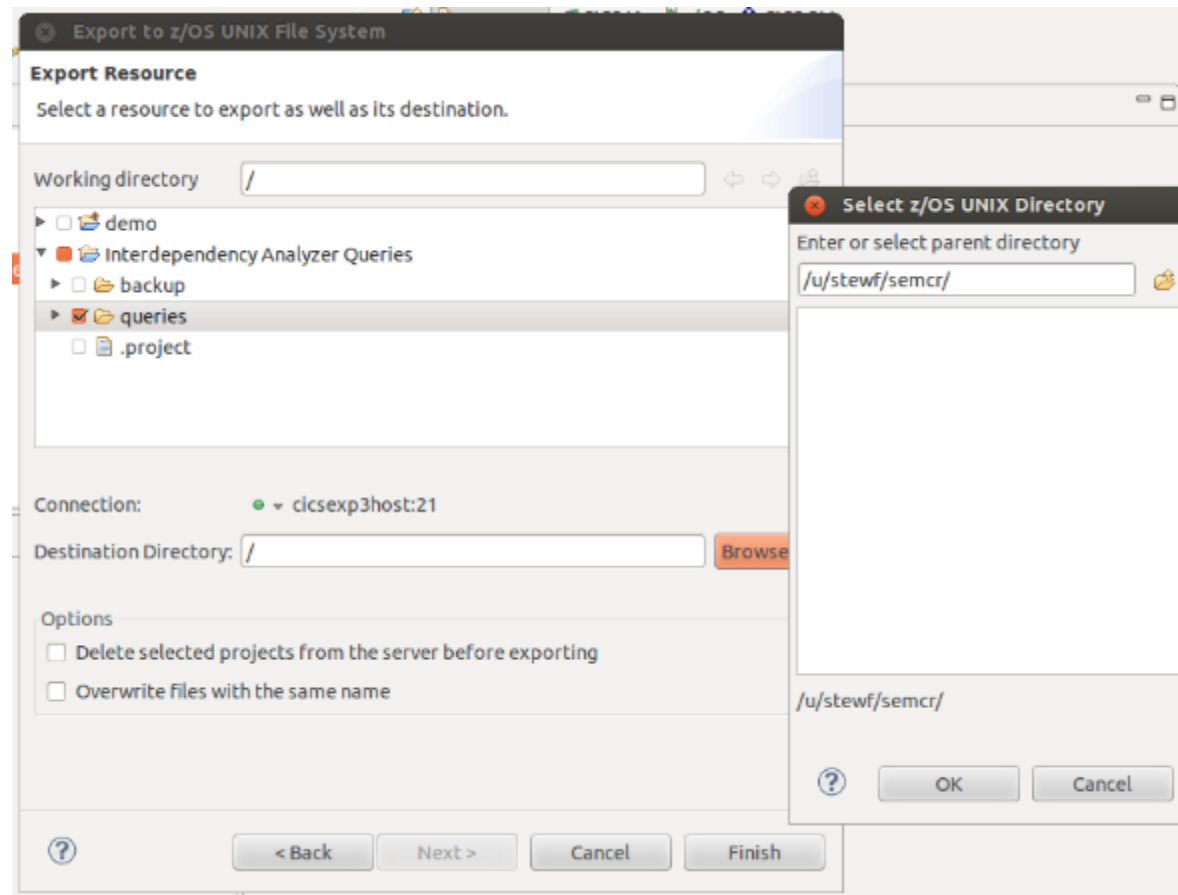 Export to z/OS UNIX File System
Export Resource
Select a resource to export as well as its destination.
Working directory /
demo
Interdependency Analyzer Queries
backup
queries
.project
Connection: cicsexp3host:21
Destination Directory: / Browse
Options
Delete selected projects from the server before exporting
Overwrite files with the same name
< Back Next > Cancel Finish
Select z/OS UNIX Directory
Enter or select parent directory
/u/stewf/semcr/
/u/stewf/semcr/
OK Cancel